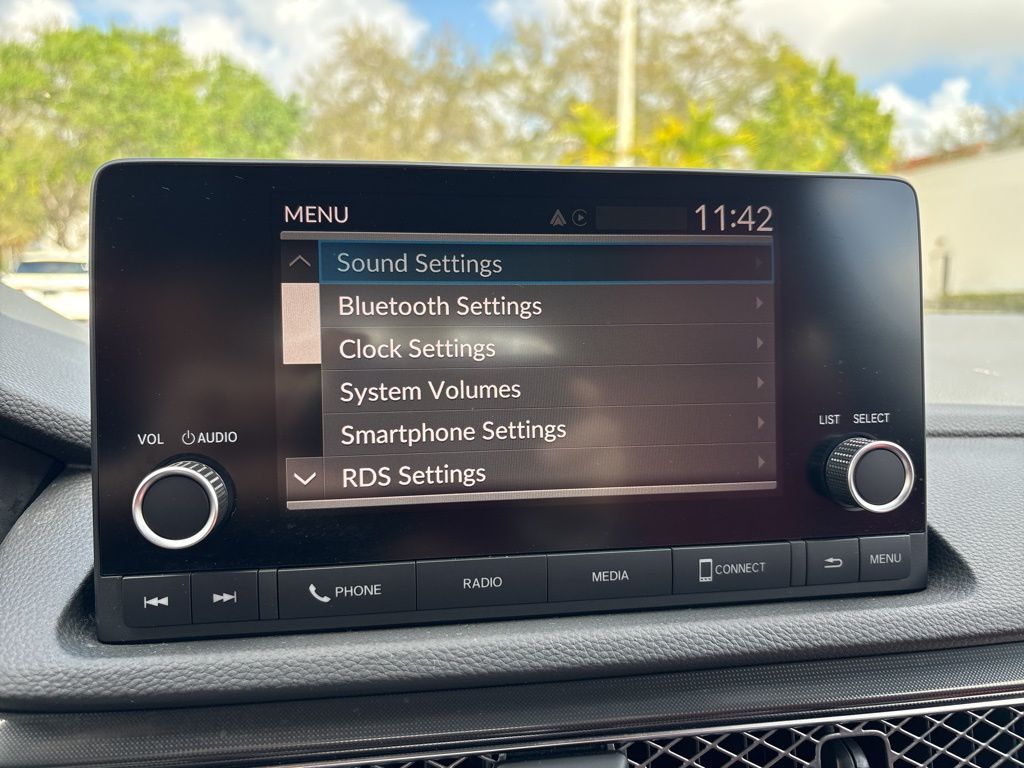 MENU 11:42
Sound Settings
Bluetooth Settings
Clock Settings
System Volumes
Smartphone Settings
RDS Settings
VOL AUDIO
LIST SELECT
PHONE RADIO MEDIA CONNECT MENU